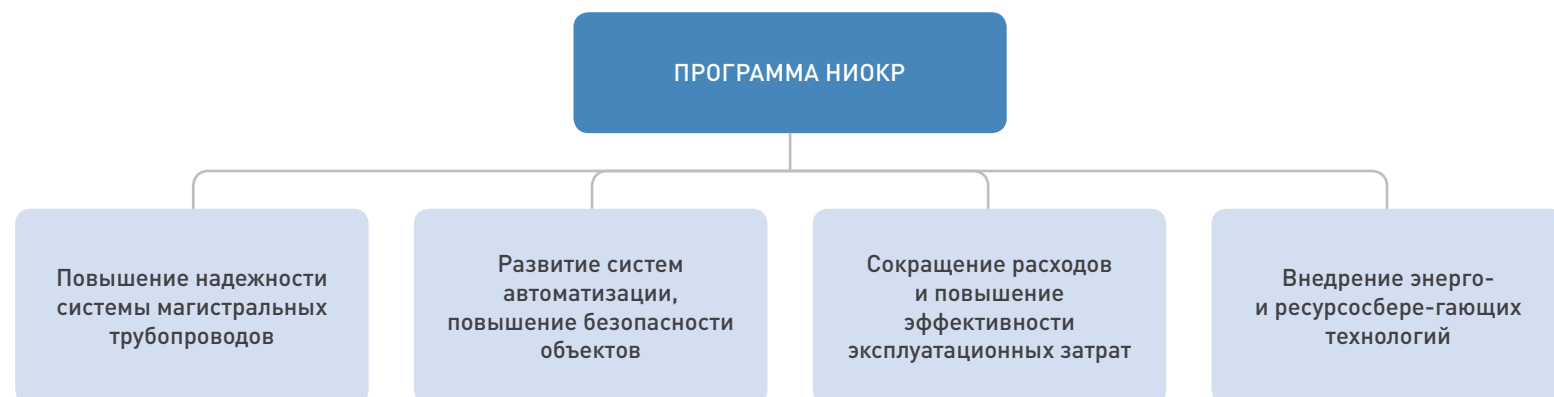 ПРОГРАММА НИОКР
Повышение надежности
системы магистральных
трубопроводов
Развитие систем
автоматизации,
повышение безопасности
объектов
Сокращение расходов
и повышение
эффективности
эксплуатационных затрат
Внедрение энерго-
и ресурсосбере-гающих
технологий